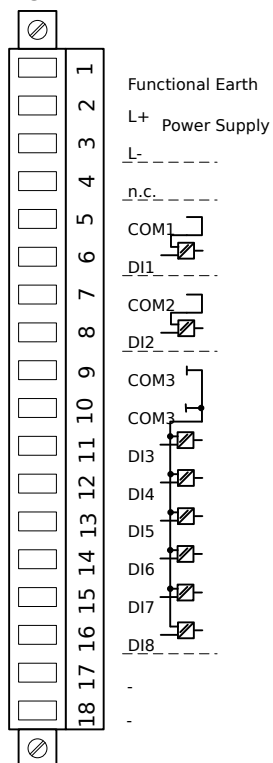 1
Functional Earth
2
L+ Power Supply
3
L-
4
n.c.
5
COM1
6
DI1
7
COM2
8
DI2
9
COM3
10
COM3
11
DI3
12
DI4
13
DI5
14
DI6
15
DI7
16
DI8
17
-
18
-